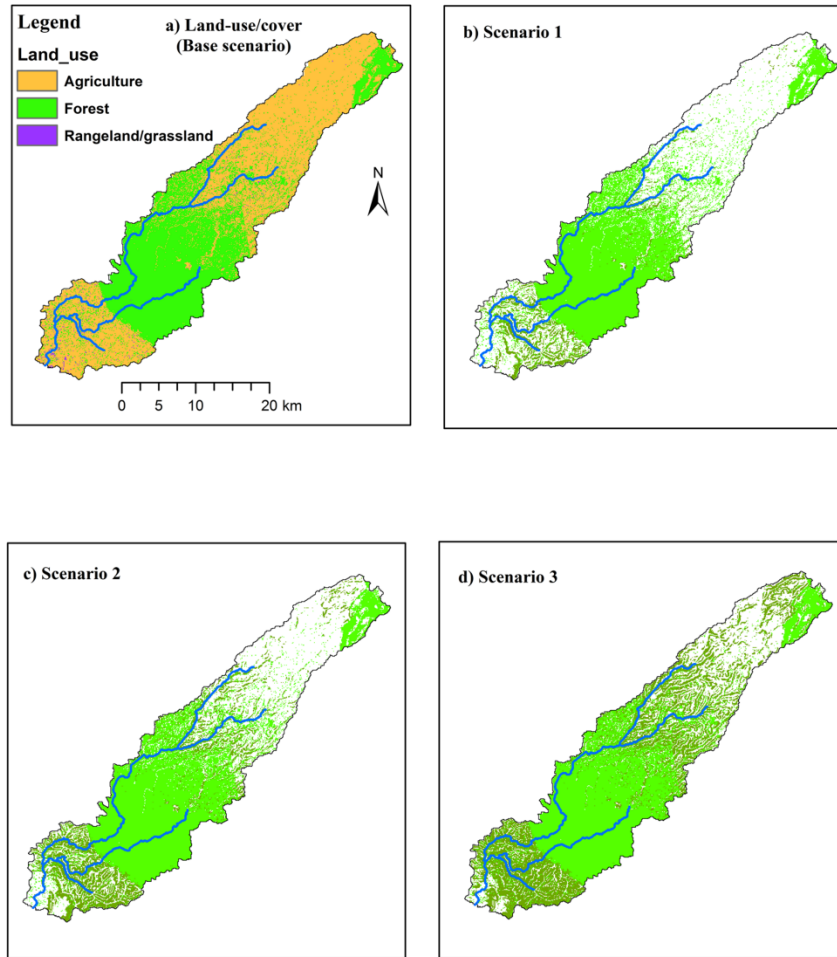 Legend
a) Land-use/cover
(Base scenario)
Land_use
Agriculture
Forest
Rangeland/grassland
N
0 5 10 20 km
b) Scenario 1
c) Scenario 2
d) Scenario 3